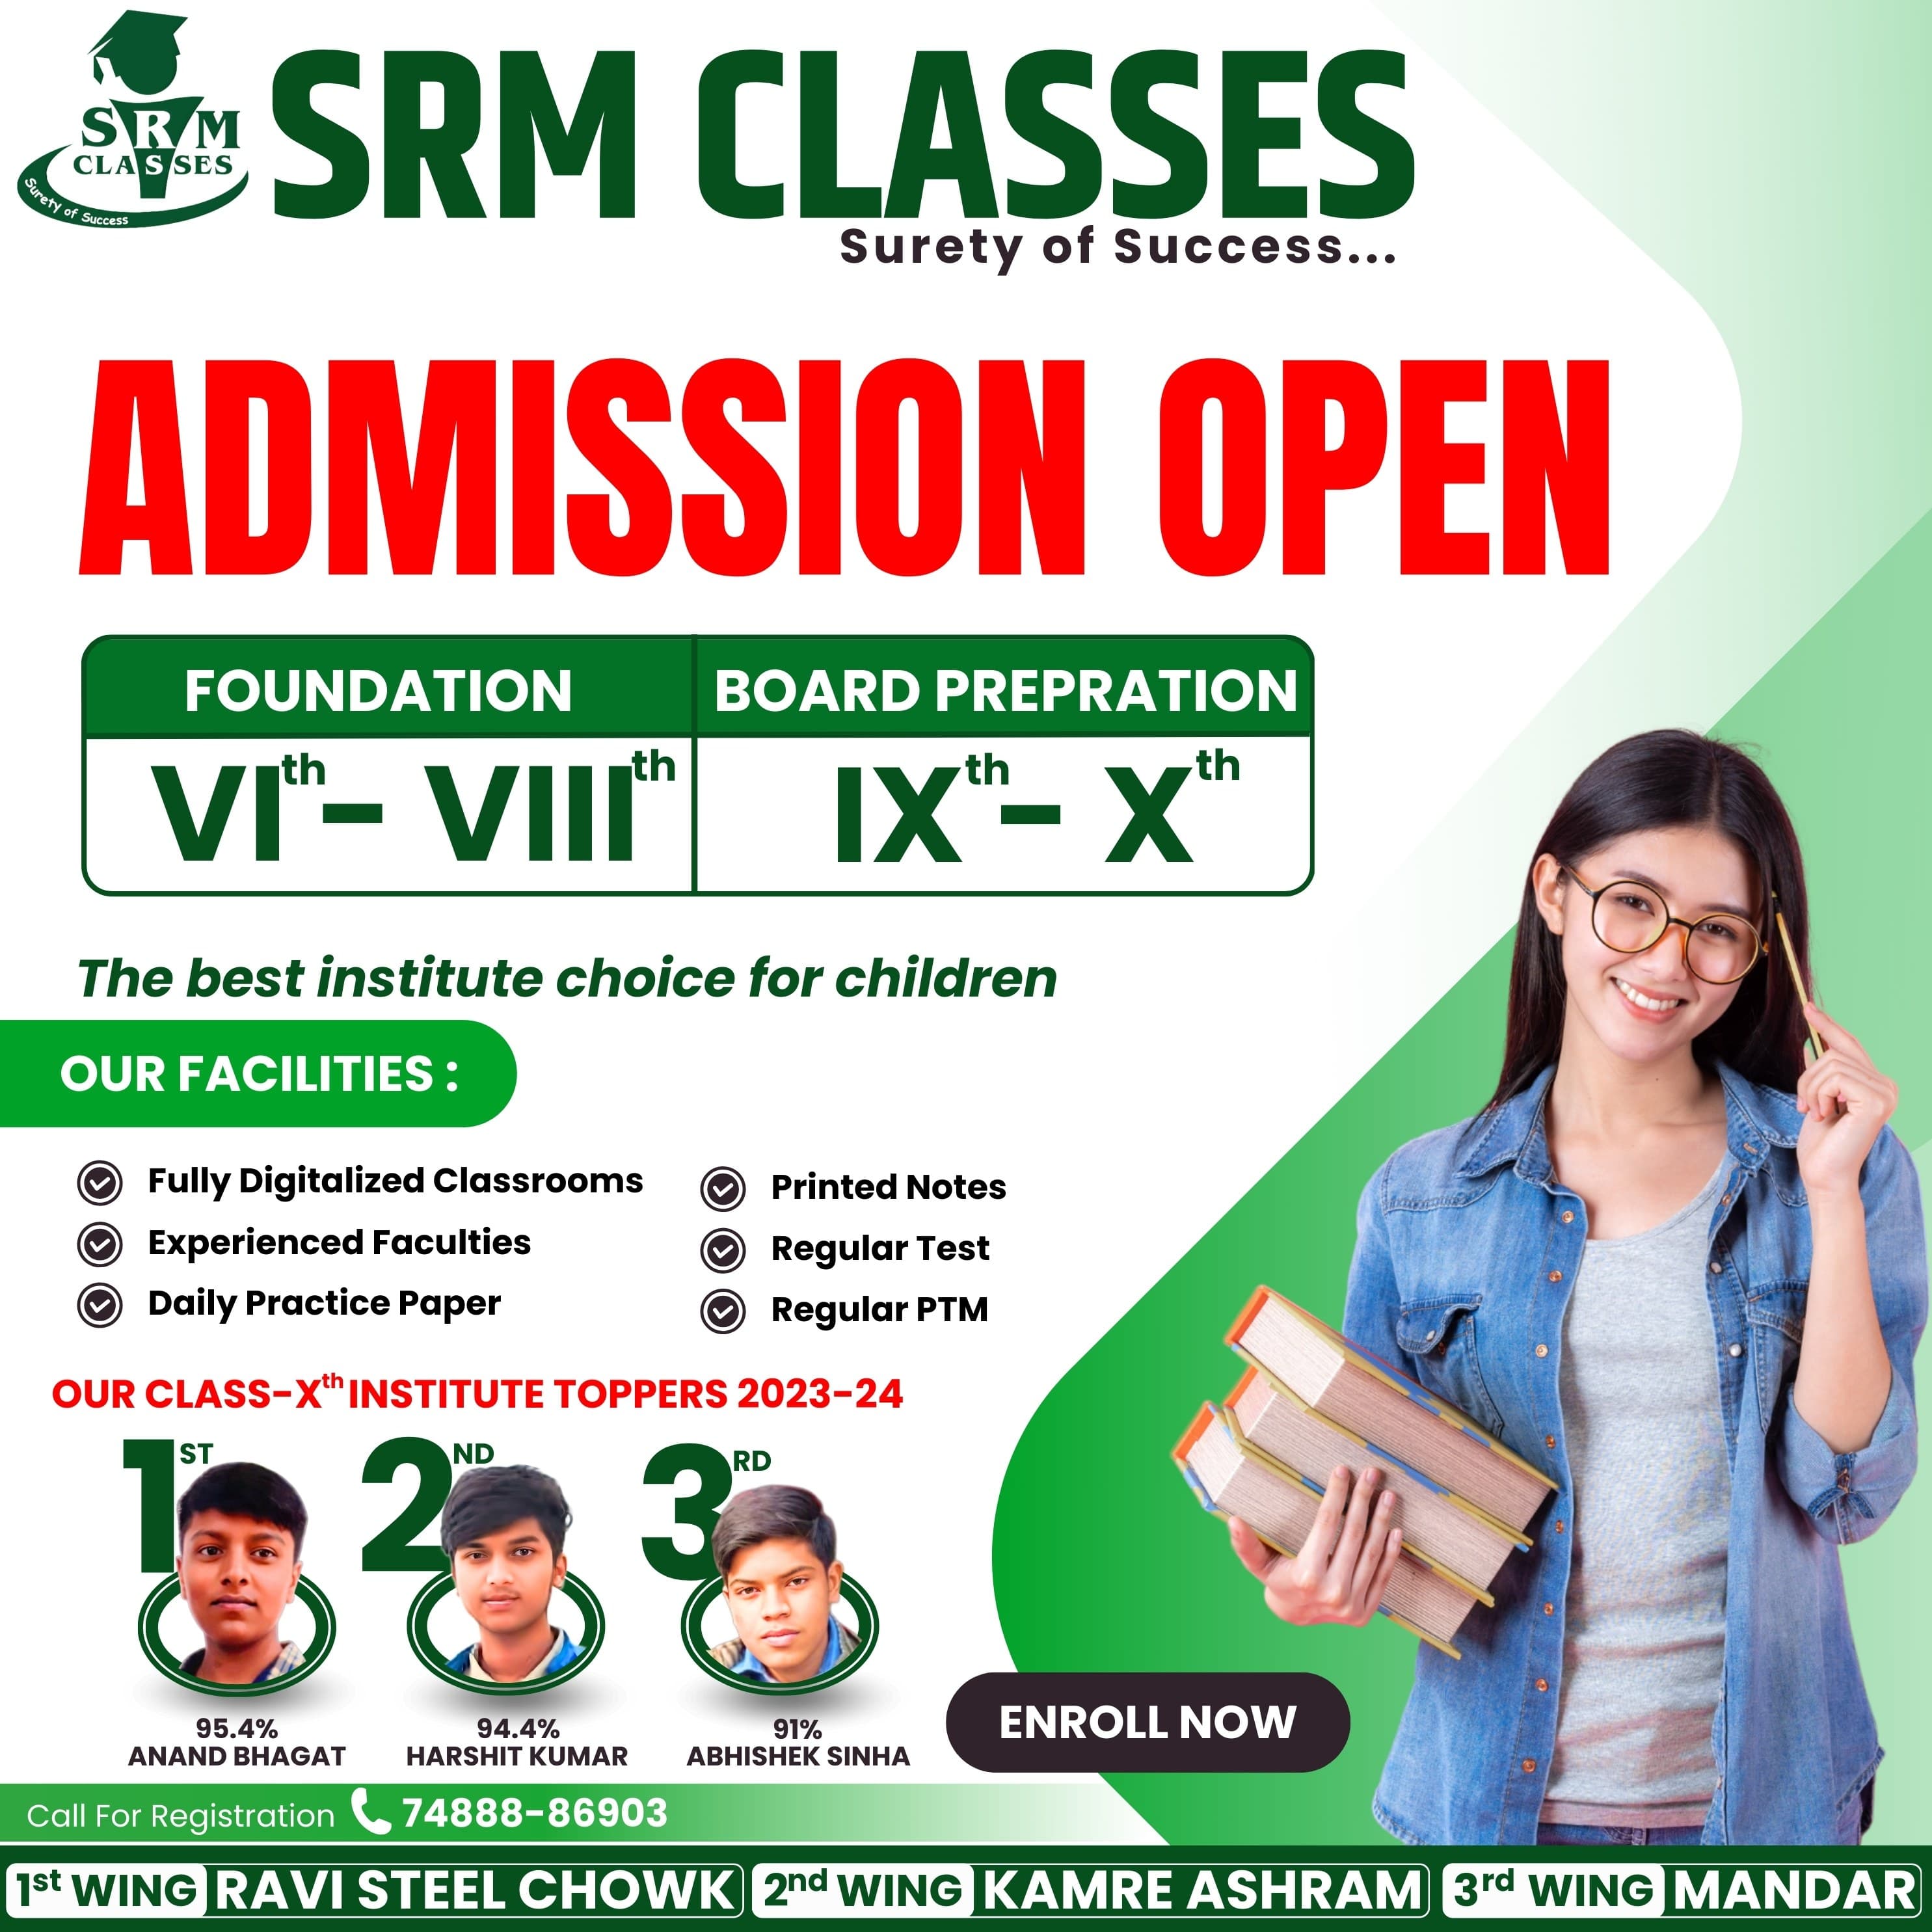 SRM
CLASSES
Surety of Success
SRM CLASSES
Surety of Success...
ADMISSION OPEN
FOUNDATION
BOARD PREPRATION
VIth - VIIIth
IXth - Xth
The best institute choice for children
OUR FACILITIES :
Fully Digitalized Classrooms
Experienced Faculties
Daily Practice Paper
Printed Notes
Regular Test
Regular PTM
OUR CLASS-Xth INSTITUTE TOPPERS 2023-24
1ST
2ND
3RD
95.4%
ANAND BHAGAT
94.4%
HARSHIT KUMAR
91%
ABHISHEK SINHA
ENROLL NOW
Call For Registration 74888-86903
1st WING RAVI STEEL CHOWK 2nd WING KAMRE ASHRAM 3rd WING MANDAR